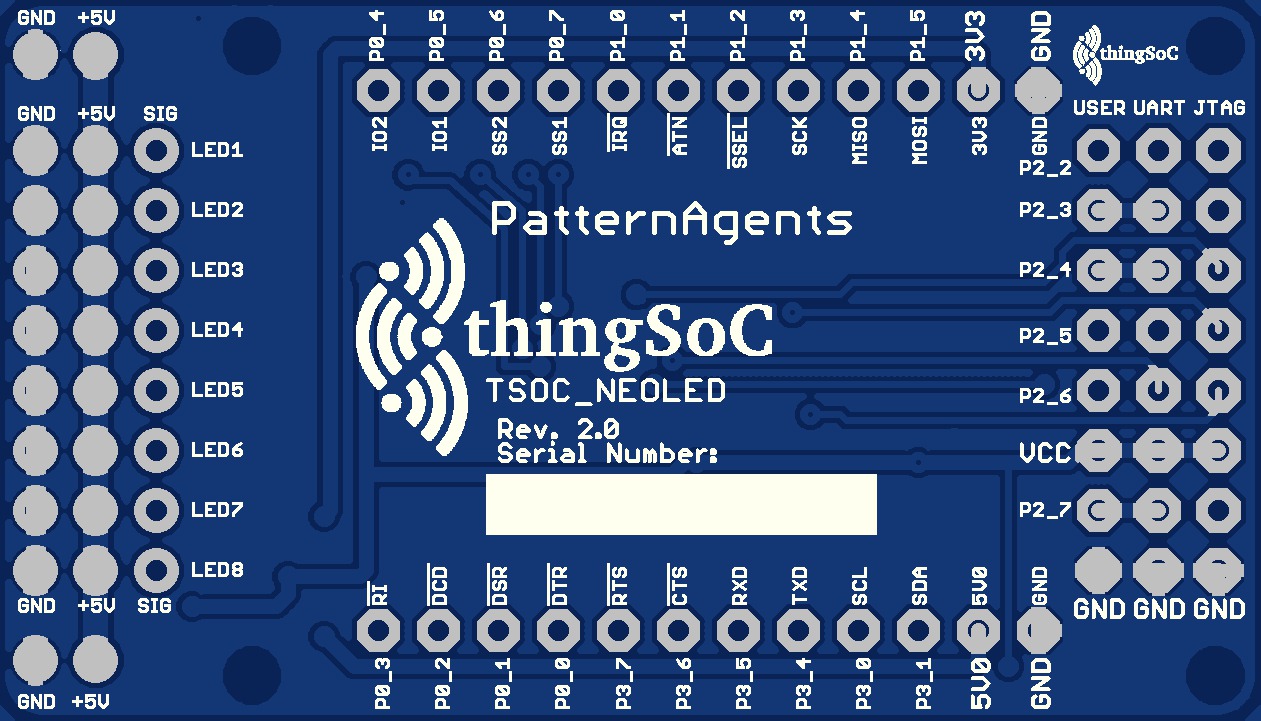 GND +5V
P0_4 P0_5 P0_6 P0_7 P1_0 P1_1 P1_2 P1_3 P1_4 P1_5 3V3 GND
thingSoC
GND +5V SIG
IO2 IO1 SS2 SS1 IRQ ATN SSEL SCK MISO MOSI 3V3 GND
USER UART JTAG
LED1
P2_2
LED2
P2_3
PatternAgents
LED3
P2_4
LED4
P2_5
thingSoC
LED5
P2_6
TSOC_NEOLED
Rev. 2.0
LED6
Serial Number:
VCC
LED7
P2_7
LED8
RI DCD DSR DTR RTS CTS RXD TXD SCL SDA 5V0 GND
GND +5V SIG
GND GND GND
P0_3 P0_2 P0_1 P0_0 P3_7 P3_6 P3_5 P3_4 P3_0 P3_1 5V0 GND
GND +5V